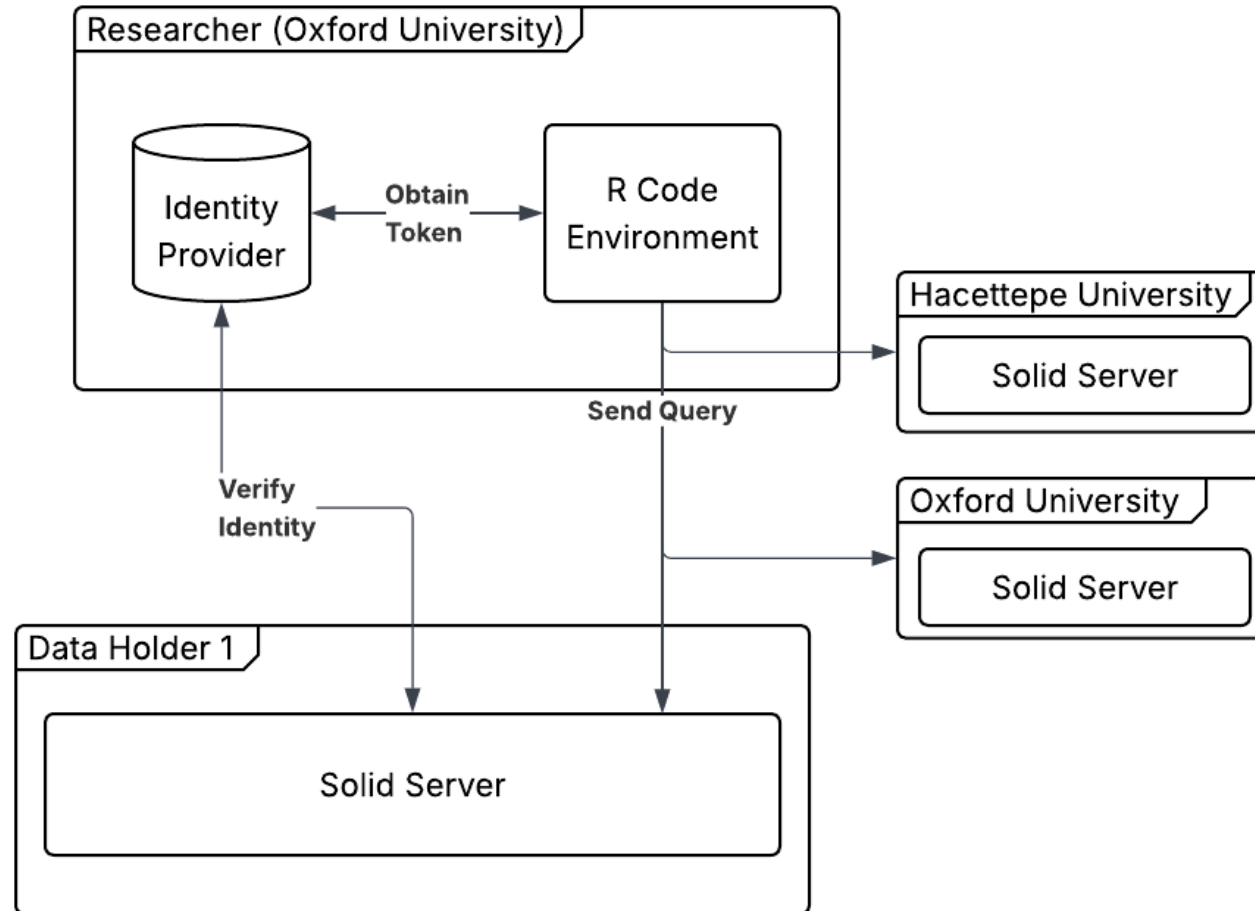 Researcher (Oxford University)
Identity
Provider
Obtain
Token
R Code
Environment
Hacettepe University
Solid Server
Send Query
Oxford University
Solid Server
Verify
Identity
Data Holder 1
Solid Server